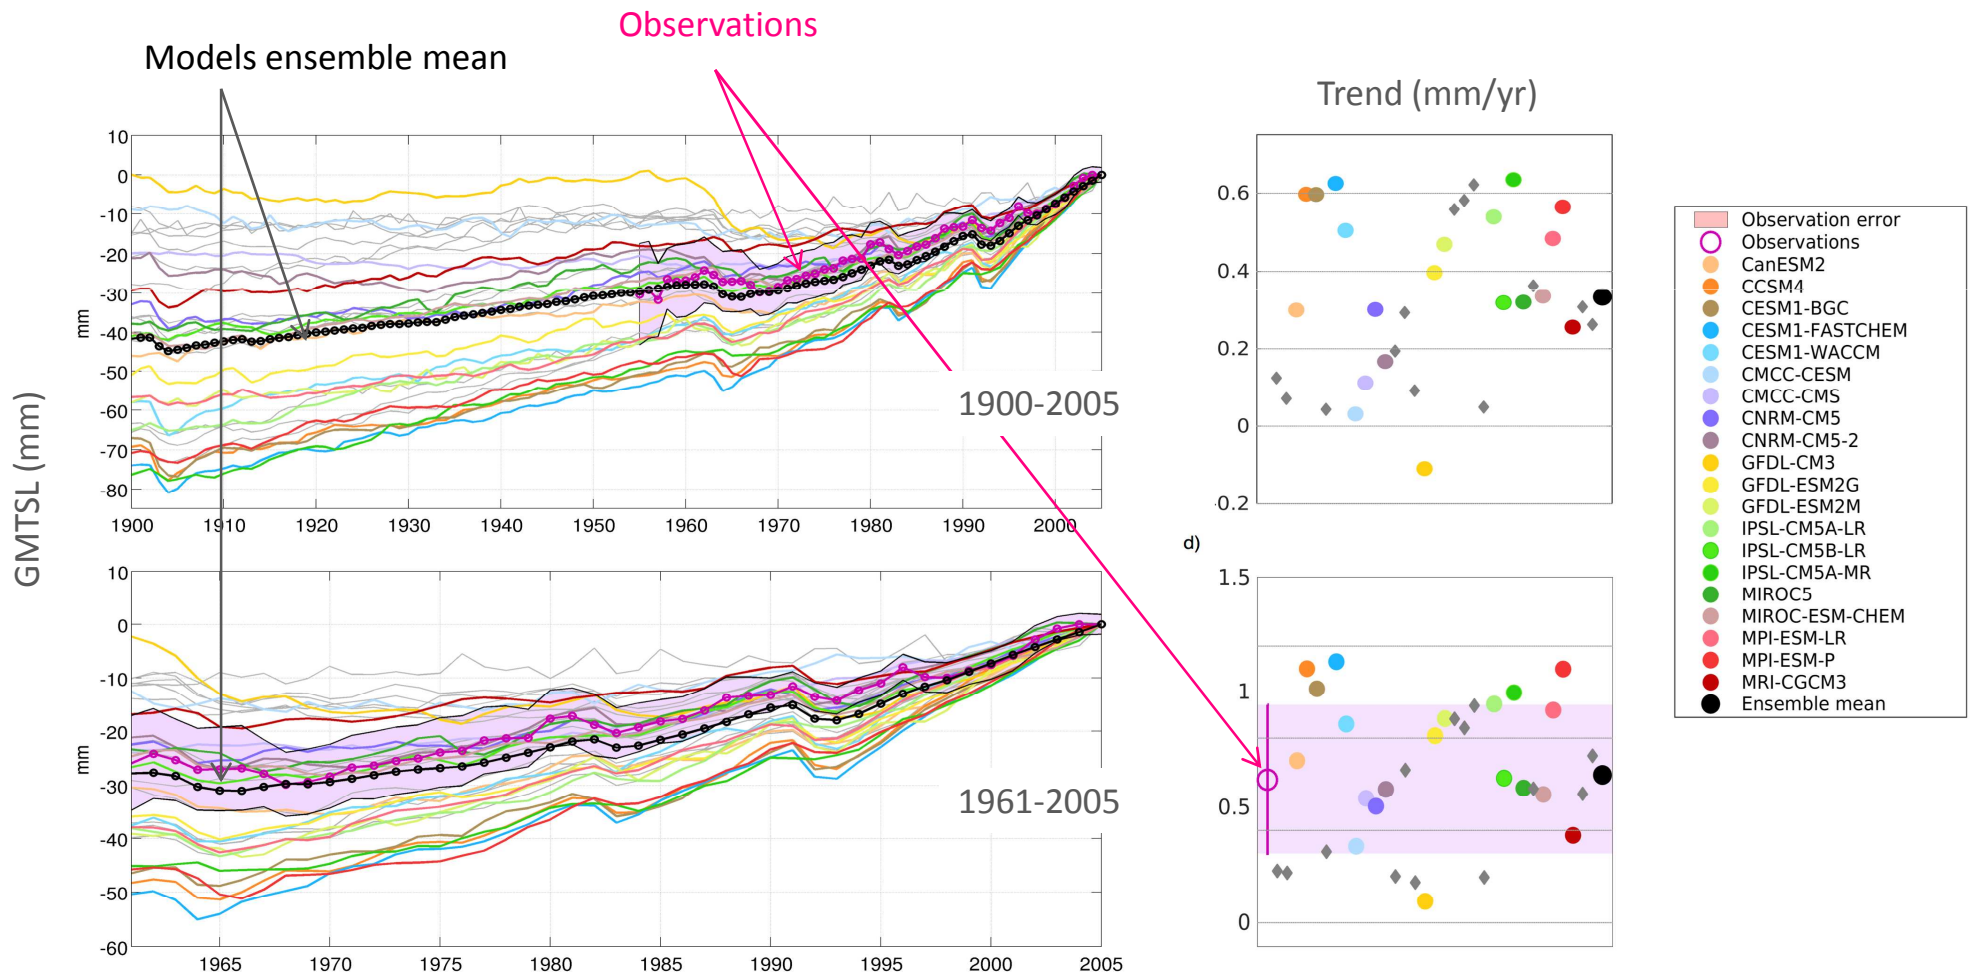 Observations
Models ensemble mean
Trend (mm/yr)
GMTSL (mm)
mm
10
0
-10
-20
-30
-40
-50
-60
-70
-80
1900 1910 1920 1930 1940 1950 1960 1970 1980 1990 2000
1900-2005
0.6
0.4
0.2
0
.0.2
mm
10
0
-10
-20
-30
-40
-50
-60
1965 1970 1975 1980 1985 1990 1995 2000 2005
1961-2005
d)
1.5
1
0.5
0
Observation error
Observations
CanESM2
CCSM4
CESM1-BGC
CESM1-FASTCHEM
CESM1-WACCM
CMCC-CESM
CMCC-CMS
CNRM-CM5
CNRM-CM5-2
GFDL-CM3
GFDL-ESM2G
GFDL-ESM2M
IPSL-CM5A-LR
IPSL-CM5B-LR
IPSL-CM5A-MR
MIROC5
MIROC-ESM-CHEM
MPI-ESM-LR
MPI-ESM-P
MRI-CGCM3
Ensemble mean